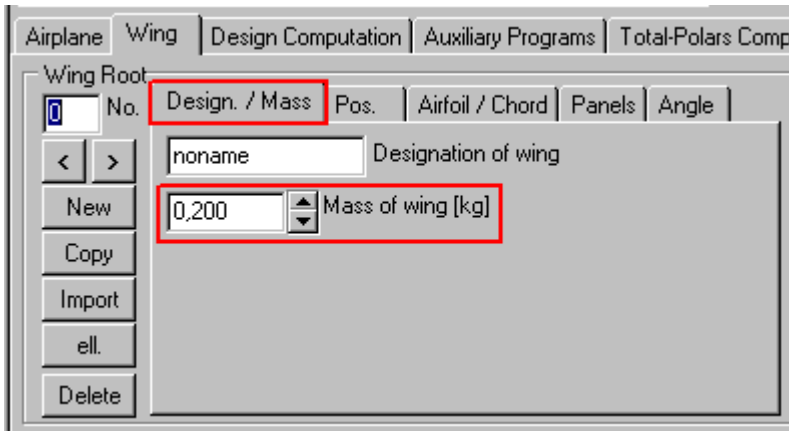 Airplane Wing Design Computation Auxiliary Programs Total-Polars Comp
Wing Root
0 No. Design. / Mass Pos. Airfoil / Chord Panels Angle
< > noname Designation of wing
New 0,200 Mass of wing [kg]
Copy
Import
ell.
Delete